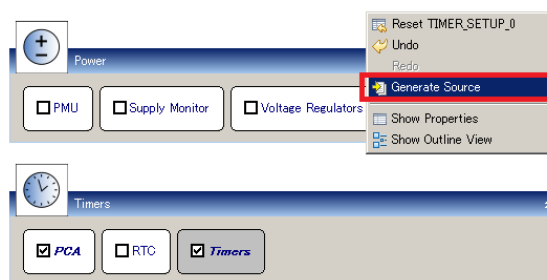 Reset TIMER_SETUP_0
Undo
Redo
Generate Source
Show Properties
Show Outline View
Power
PMU
Supply Monitor
Voltage Regulators
Timers
PCA
RTC
Timers